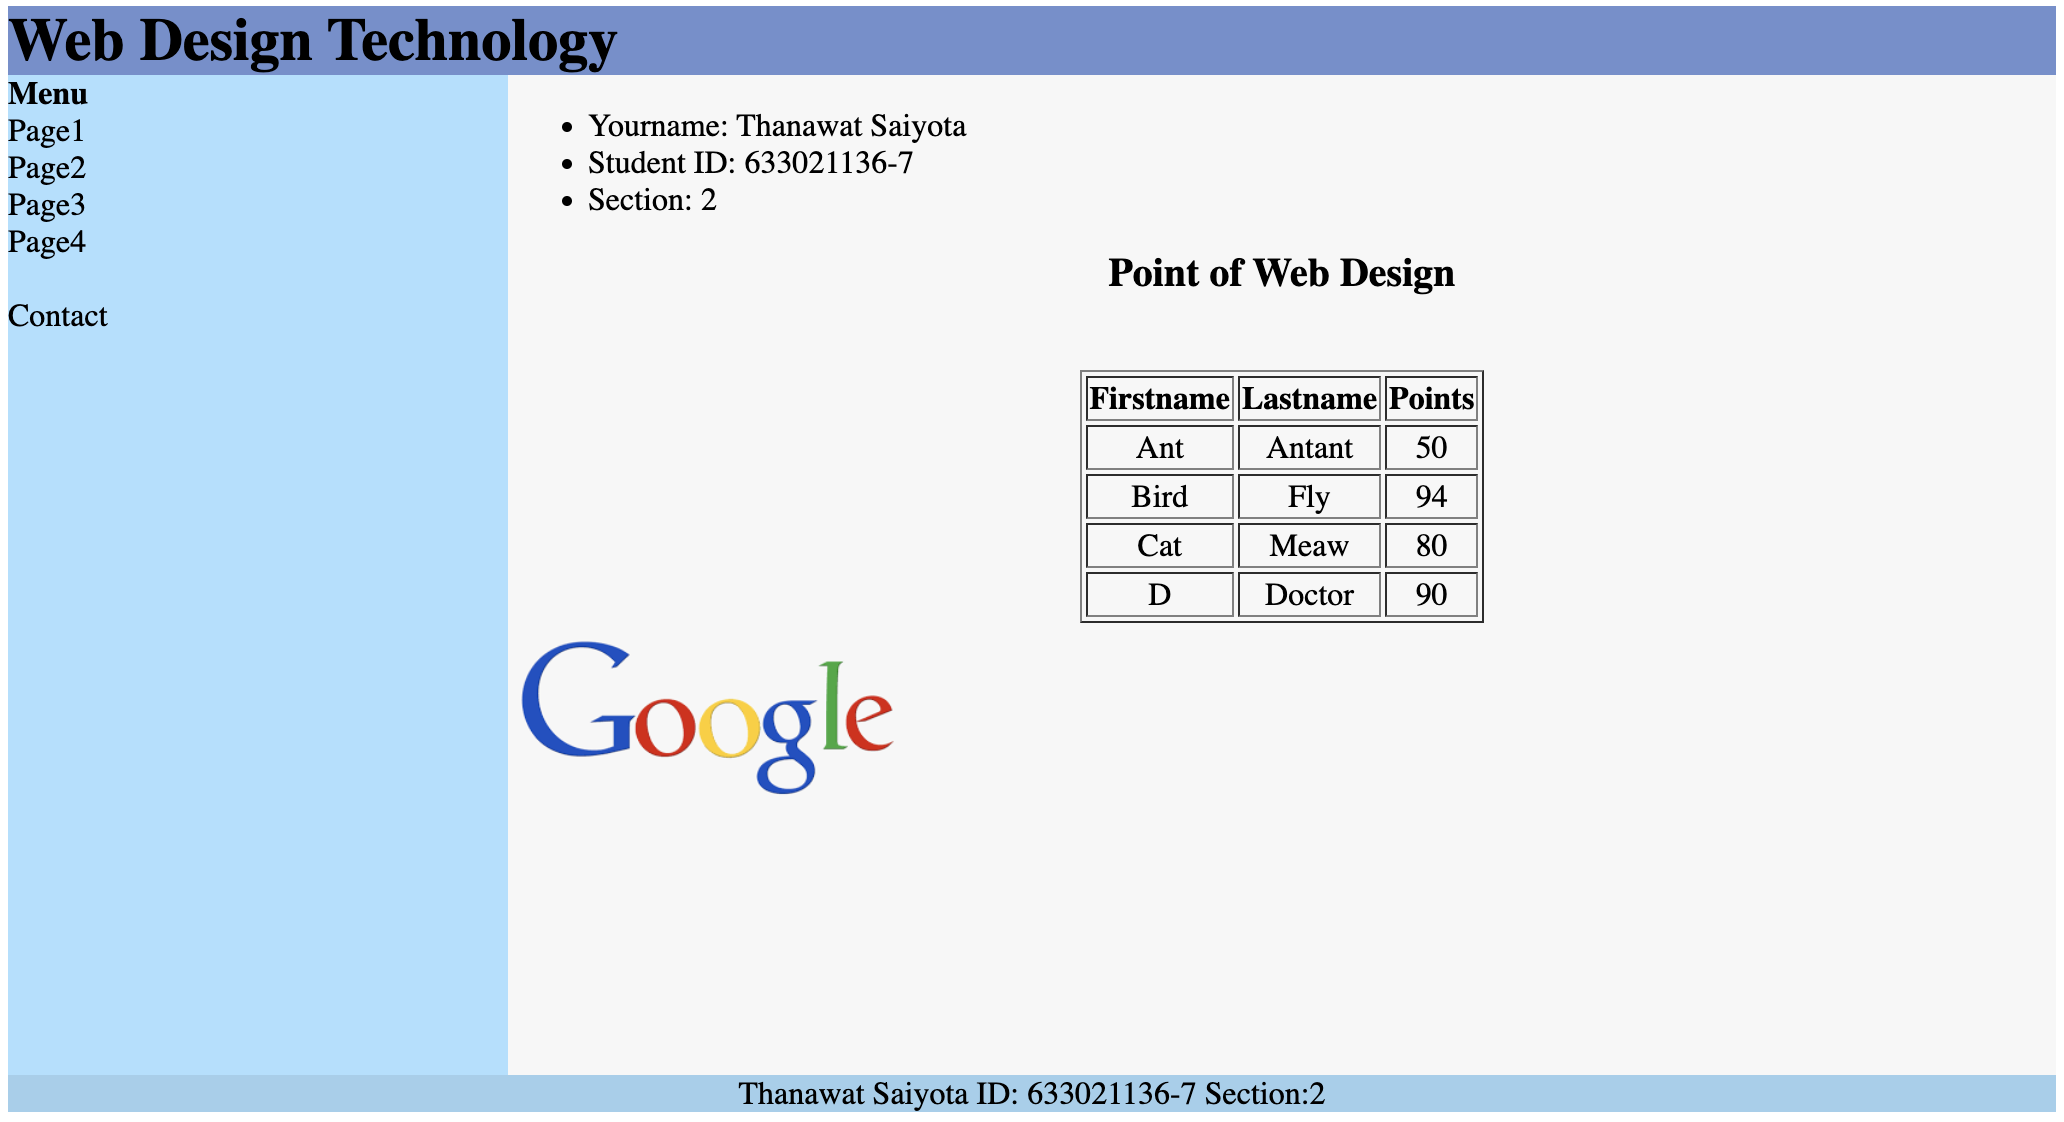 Web Design Technology
Menu
Page1
Page2
Page3
Page4
Contact
Yourname: Thanawat Saiyota
Student ID: 633021136-7
Section: 2
Point of Web Design
Firstname Lastname Points
Ant Antant 50
Bird Fly 94
Cat Meaw 80
D Doctor 90
Google
Thanawat Saiyota ID: 633021136-7 Section:2